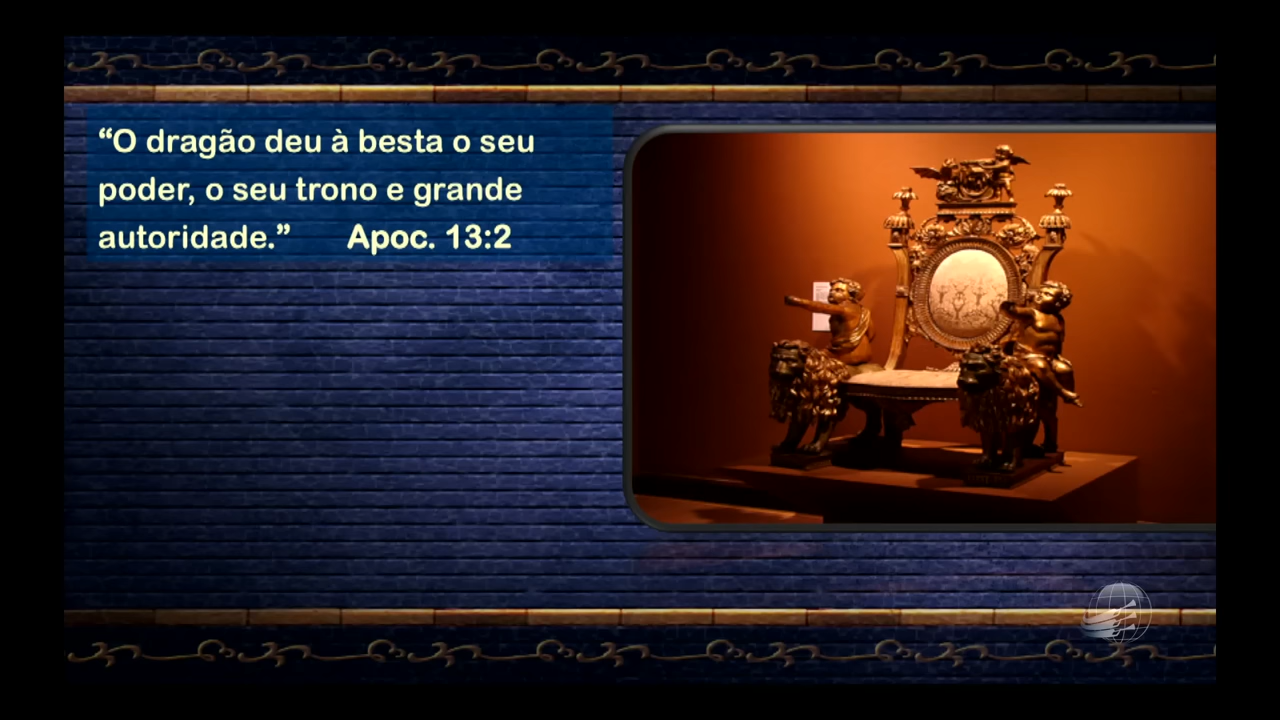 “O dragão deu à besta o seu
poder, o seu trono e grande
autoridade.” Apoc. 13:2